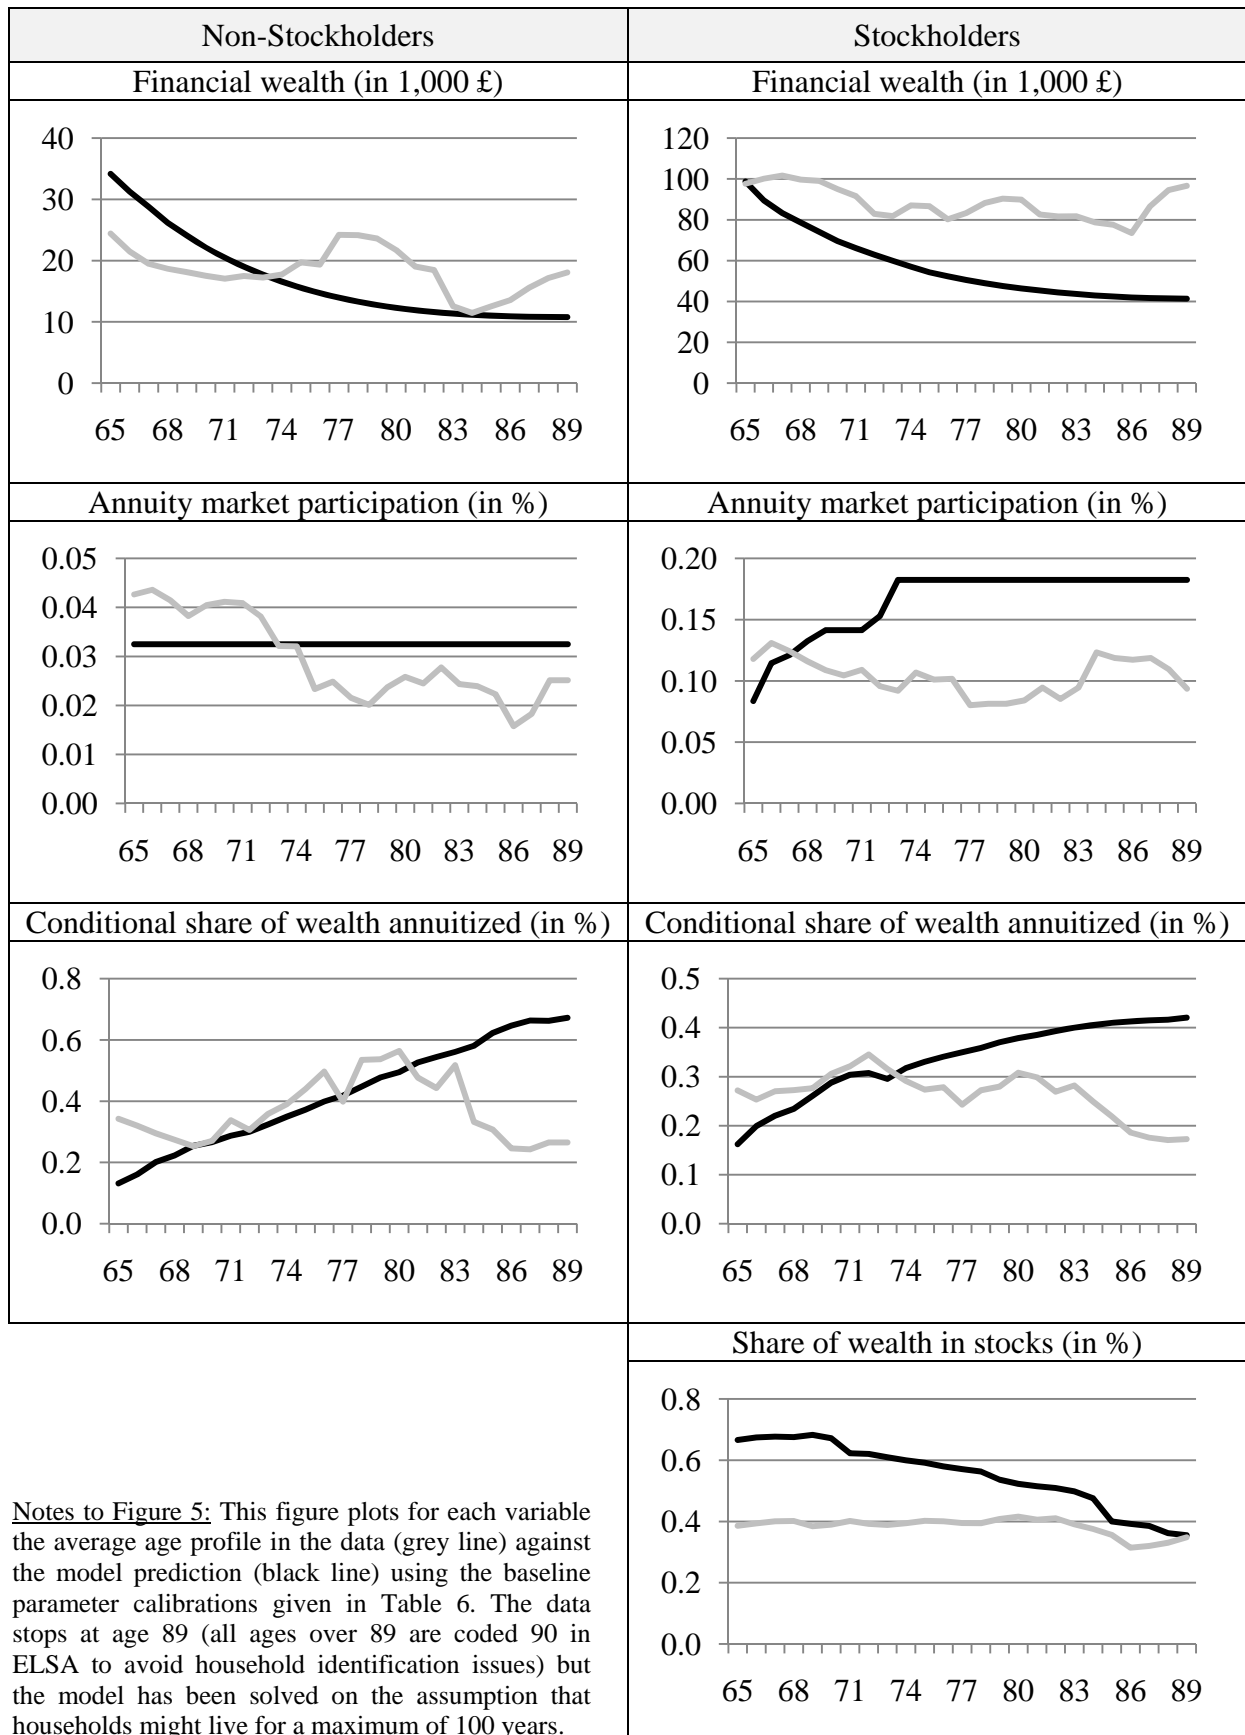 Non-Stockholders
Stockholders
Financial wealth (in 1,000 £)
Financial wealth (in 1,000 £)
40
30
20
10
0
65 68 71 74 77 80 83 86 89
120
100
80
60
40
20
0
65 68 71 74 77 80 83 86 89
Annuity market participation (in %)
Annuity market participation (in %)
0.05
0.04
0.03
0.02
0.01
0.00
65 68 71 74 77 80 83 86 89
0.20
0.15
0.10
0.05
0.00
65 68 71 74 77 80 83 86 89
Conditional share of wealth annuitized (in %)
Conditional share of wealth annuitized (in %)
0.8
0.6
0.4
0.2
0.0
65 68 71 74 77 80 83 86 89
0.5
0.4
0.3
0.2
0.1
0.0
65 68 71 74 77 80 83 86 89
Share of wealth in stocks (in %)
0.8
0.6
0.4
0.2
0.0
65 68 71 74 77 80 83 86 89
Notes to Figure 5: This figure plots for each variable
the average age profile in the data (grey line) against
the model prediction (black line) using the baseline
parameter calibrations given in Table 6. The data
stops at age 89 (all ages over 89 are coded 90 in
ELSA to avoid household identification issues) but
the model has been solved on the assumption that
households might live for a maximum of 100 years.